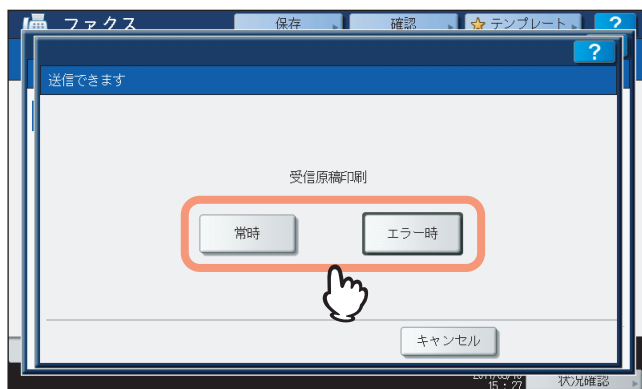 ファクス 保存 確認 テンプレート ?
?
送信できます
受信原稿印刷
常時 エラー時
キャンセル
15:27 状況確認